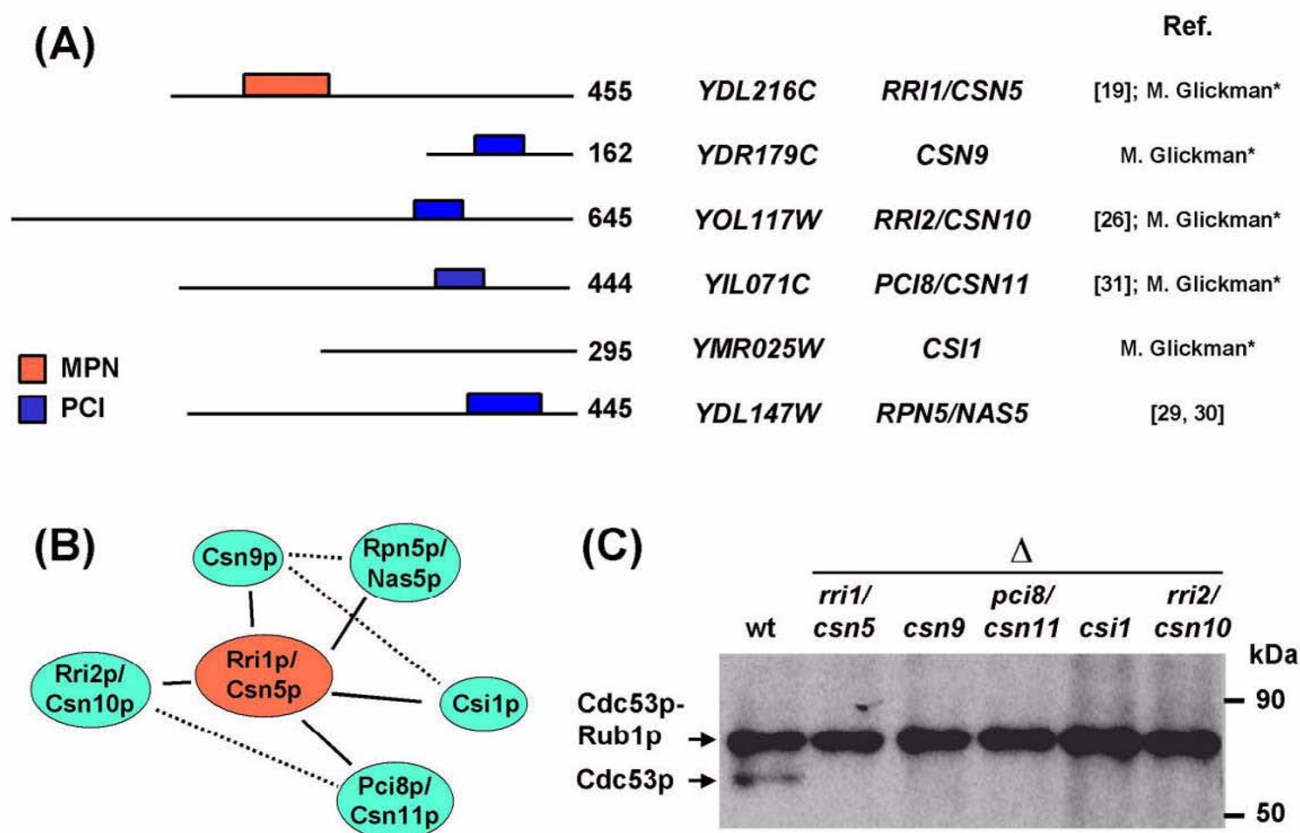 (A)
Ref.
455 YDL216C RRI1/CSN5 [19]; M. Glickman*
162 YDR179C CSN9 M. Glickman*
645 YOL117W RRI2/CSN10 [26]; M. Glickman*
444 YIL071C PCI8/CSN11 [31]; M. Glickman*
295 YMR025W CSI1 M. Glickman*
445 YDL147W RPN5/NAS5 [29, 30]
MPN
PCI
(B)
Csn9p
Rpn5p/
Nas5p
Rri1p/
Csn5p
Rri2p/
Csn10p
Csi1p
Pci8p/
Csn11p
(C)
Δ
rri1/ pci8/ rri2/
wt csn5 csn9 csn11 csi1 csn10
kDa
Cdc53p-
Rub1p
Cdc53p
90
50